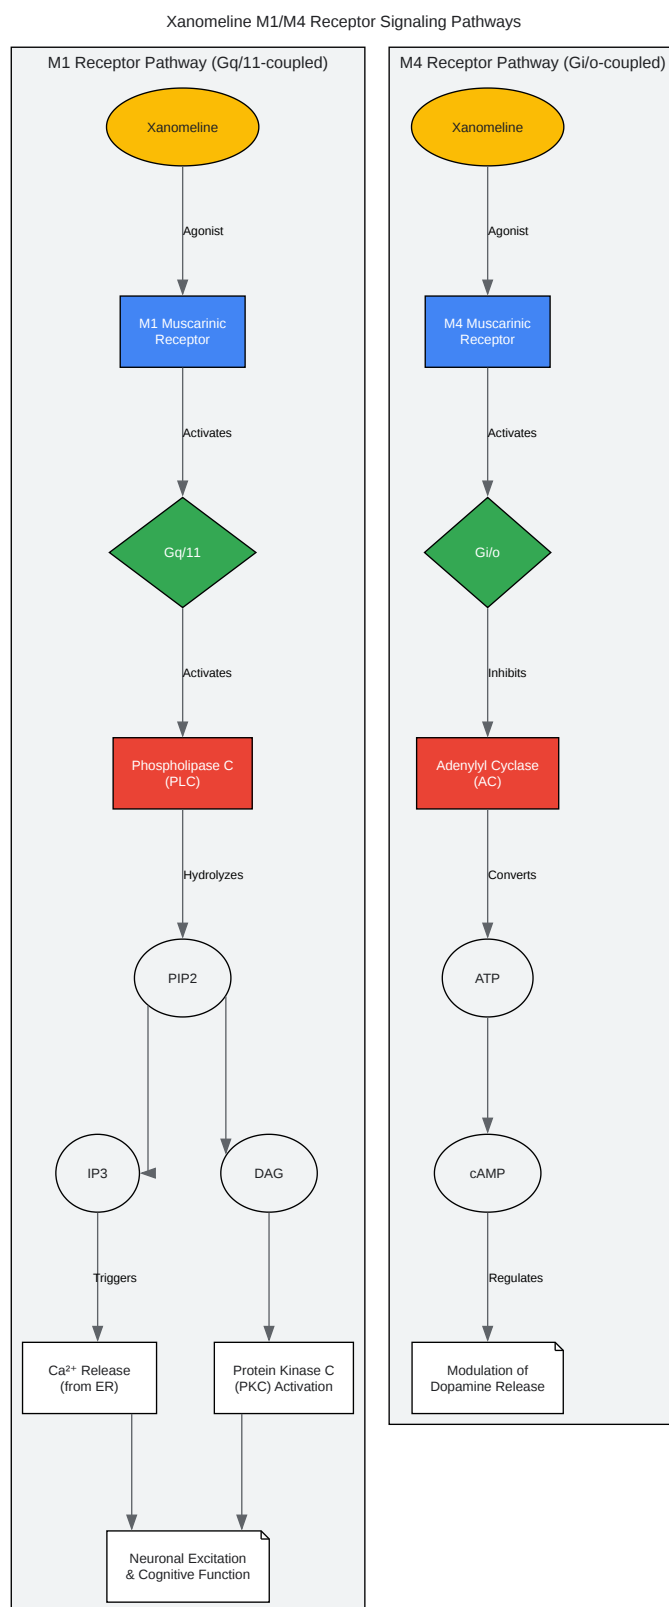 Xanomeline M1/M4 Receptor Signaling Pathways
M1 Receptor Pathway (Gq/11-coupled)
Xanomeline
Agonist
M1 Muscarinic
Receptor
Activates
Gq/11
Activates
Phospholipase C
(PLC)
Hydrolyzes
PIP2
IP3
DAG
Triggers
Ca²⁺ Release
(from ER)
Protein Kinase C
(PKC) Activation
Neuronal Excitation
& Cognitive Function
M4 Receptor Pathway (Gi/o-coupled)
Xanomeline
Agonist
M4 Muscarinic
Receptor
Activates
Gi/o
Inhibits
Adenylyl Cyclase
(AC)
Converts
ATP
cAMP
Regulates
Modulation of
Dopamine Release